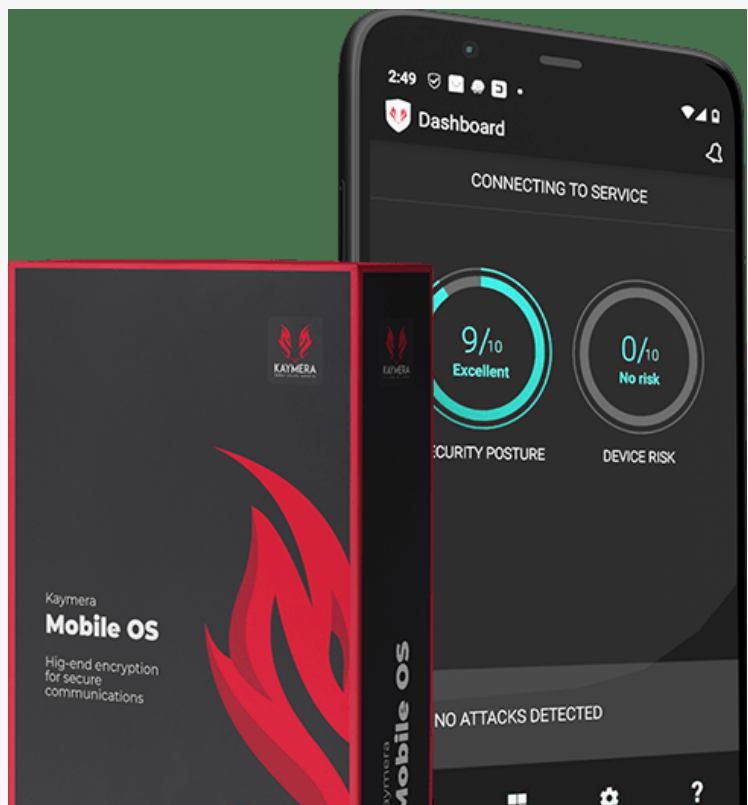 2:49
Dashboard
CONNECTING TO SERVICE
9/10
Excellent
0/10
No risk
ECURITY POSTURE
DEVICE RISK
NO ATTACKS DETECTED
?
KAYMERA
KAYMERA
Kaymera
Mobile OS
Hig-end encryption
for secure
communications
aymera
Mobile OS